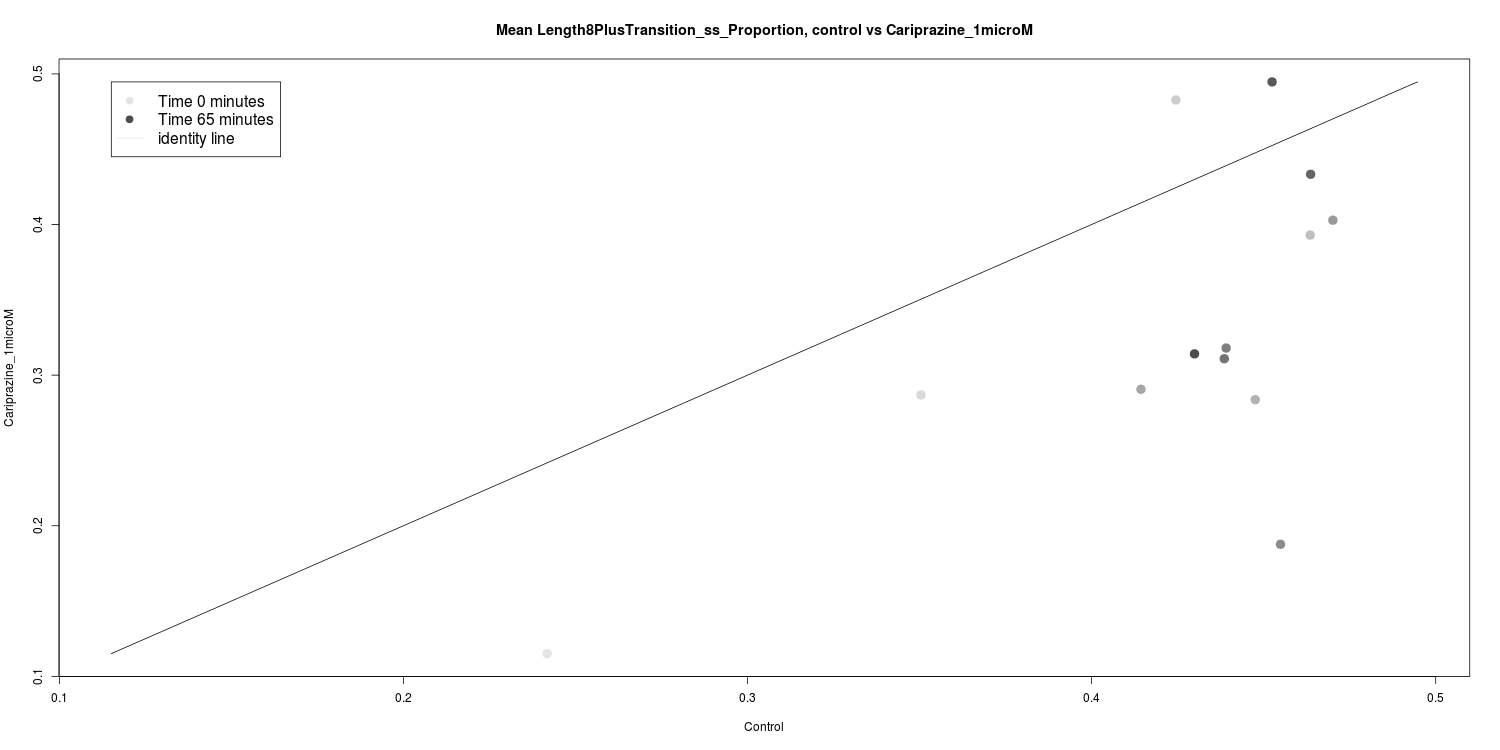 Mean Length8PlusTransition_ss_Proportion, control vs Cariprazine_1microM
Time 0 minutes
Time 65 minutes
identity line
Cariprazine_1microM
0.5
0.4
0.3
0.2
0.1
0.1 0.2 0.3 0.4 0.5
Control